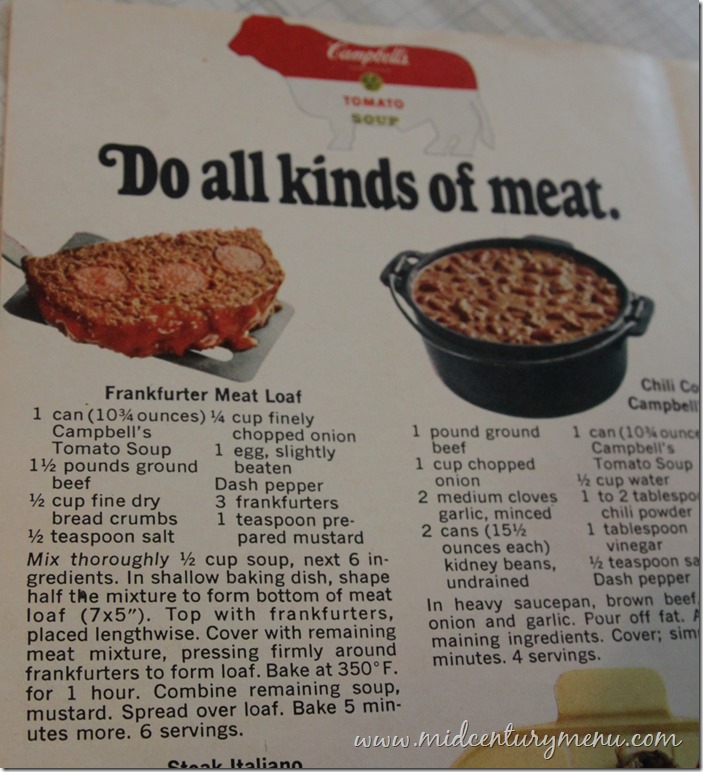 Campbell's
TOMATO
SOUP
Do all kinds of meat.
Frankfurter Meat Loaf
1 can (10¾ ounces)
Campbell's
Tomato Soup
1½ pounds ground
beef
½ cup fine dry
bread crumbs
½ teaspoon salt
¼ cup finely
chopped onion
1 egg, slightly
beaten
Dash pepper
3 frankfurters
1 teaspoon pre-
pared mustard
Mix thoroughly ½ cup soup, next 6 in-
gredients. In shallow baking dish, shape
half the mixture to form bottom of meat
loaf (7x5"). Top with frankfurters,
placed lengthwise. Cover with remaining
meat mixture, pressing firmly around
frankfurters to form loaf. Bake at 350°F.
for 1 hour. Combine remaining soup,
mustard. Spread over loaf. Bake 5 min-
utes more. 6 servings.
Chili Co
Campbell'
1 pound ground
beef
1 cup chopped
onion
2 medium cloves
garlic, minced
2 cans (15½
ounces each)
kidney beans,
undrained
1 can (10¾ ounce
Campbell's
Tomato Soup
½ cup water
1 to 2 tablespo
chili powder
1 tablespoon
vinegar
½ teaspoon sa
Dash pepper
In heavy saucepan, brown beef,
onion and garlic. Pour off fat. A
maining ingredients. Cover; sim
minutes. 4 servings.
Steak Italiano
www.midcenturymenu.com